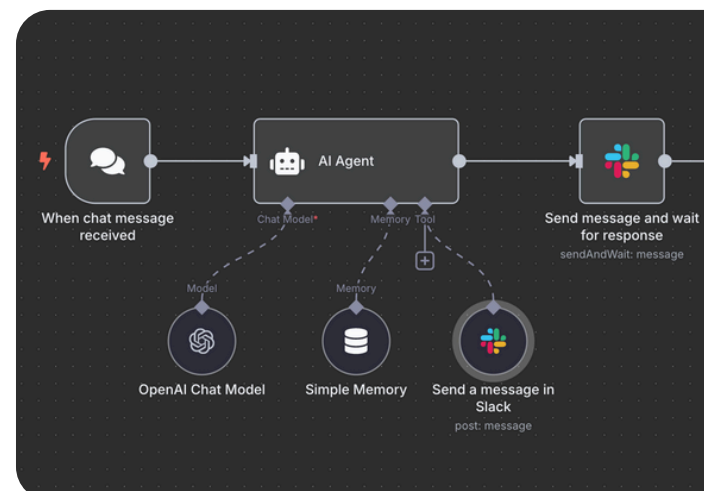 AI Agent
When chat message
received
Chat Model*
Memory
Tool
Send message and wait
for response
sendAndWait: message
Model
Memory
OpenAI Chat Model
Simple Memory
Send a message in
Slack
post: message